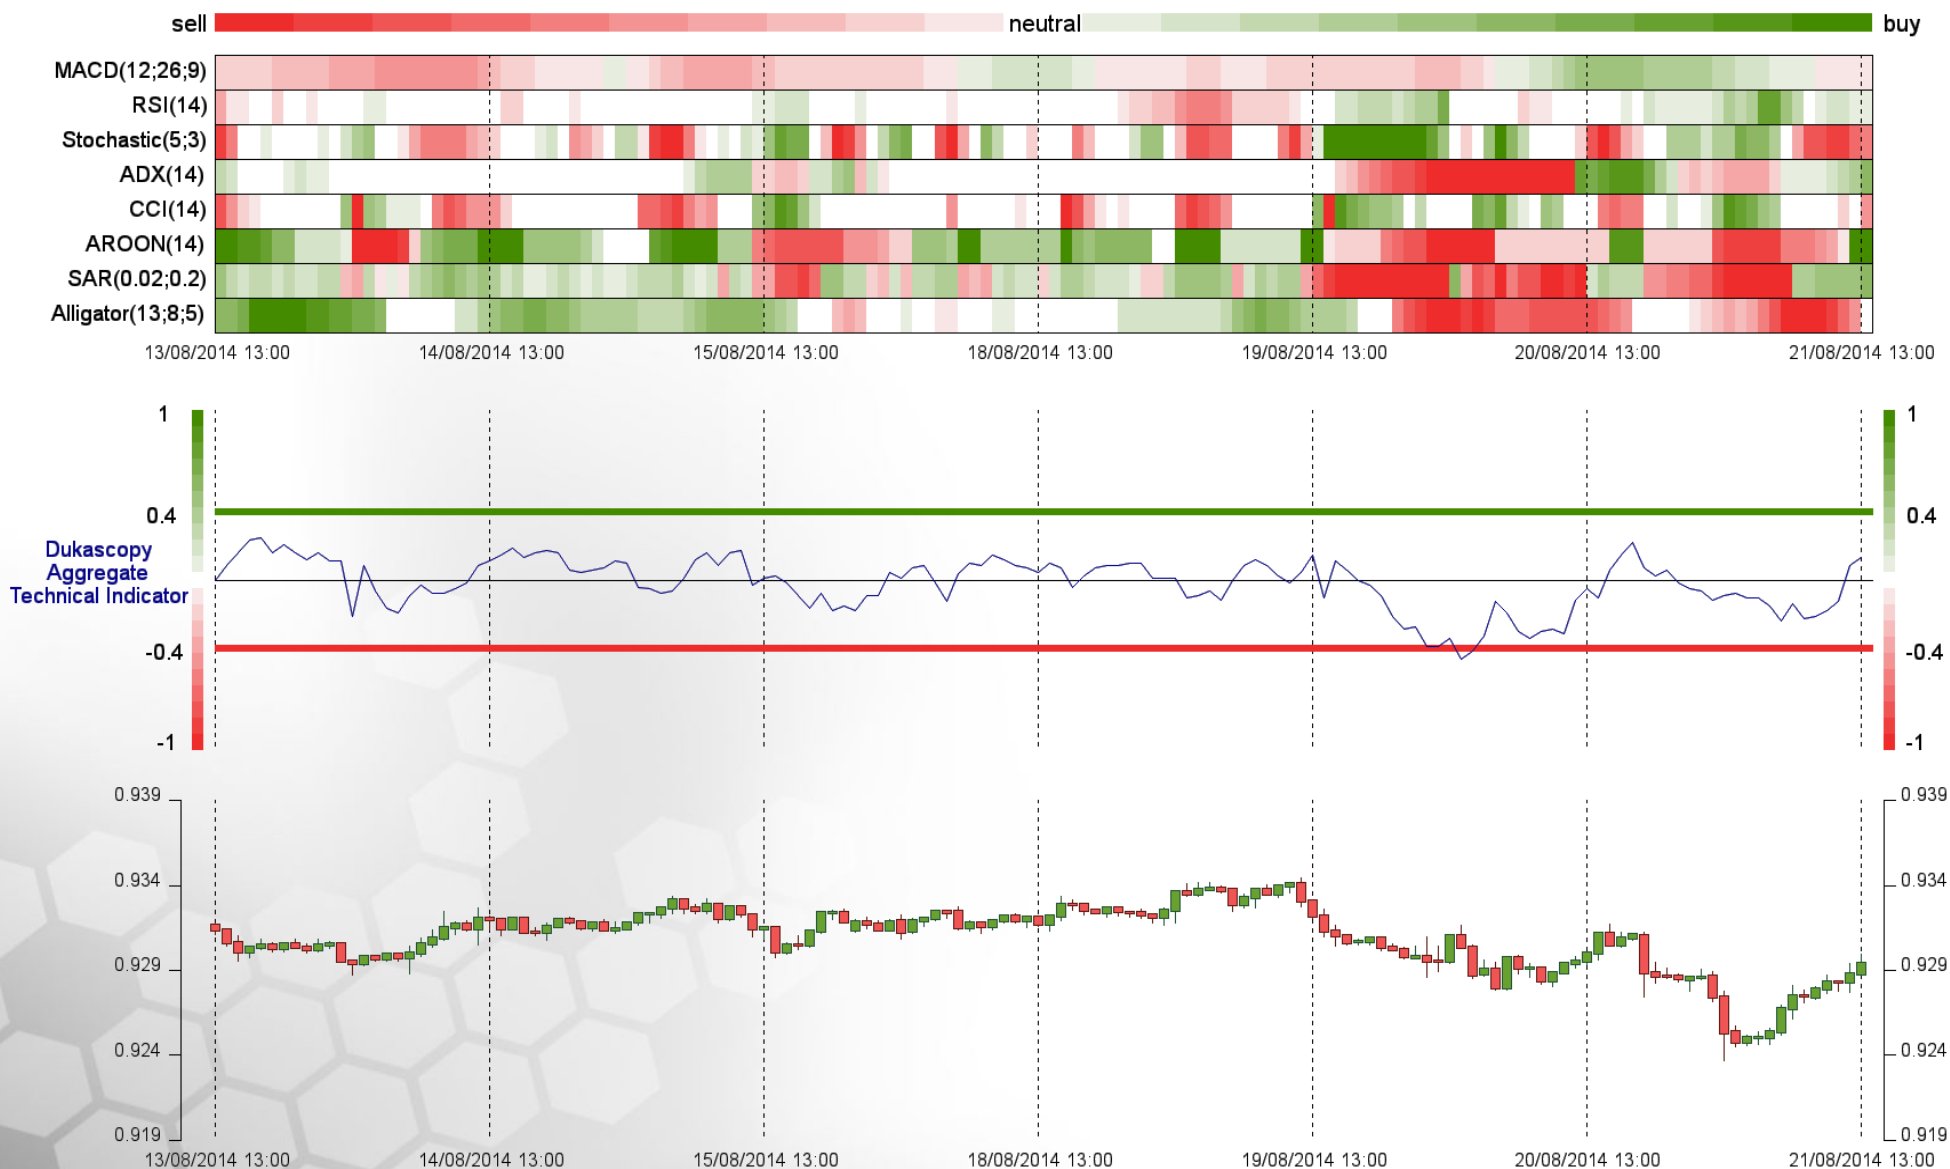 sell neutral buy
MACD(12;26;9)
RSI(14)
Stochastic(5;3)
ADX(14)
CCI(14)
AROON(14)
SAR(0.02;0.2)
Alligator(13;8;5)
13/08/2014 13:00 14/08/2014 13:00 15/08/2014 13:00 18/08/2014 13:00 19/08/2014 13:00 20/08/2014 13:00 21/08/2014 13:00
1 1
0.4 0.4
Dukascopy
Aggregate
Technical Indicator
-0.4 -0.4
-1 -1
0.939 0.939
0.934 0.934
0.929 0.929
0.924 0.924
0.919 0.919
13/08/2014 13:00 14/08/2014 13:00 15/08/2014 13:00 18/08/2014 13:00 19/08/2014 13:00 20/08/2014 13:00 21/08/2014 13:00